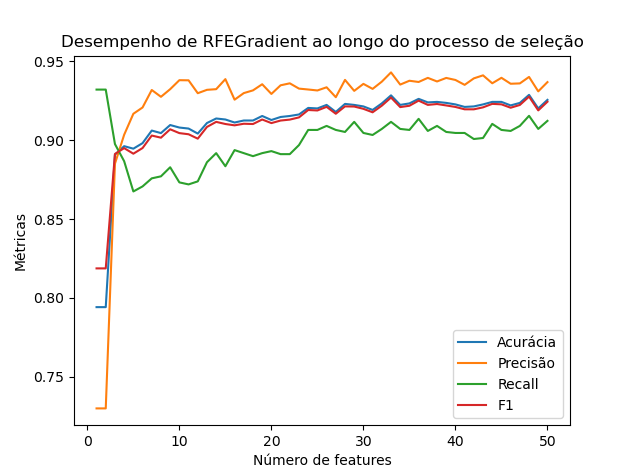 Desempenho de RFEGradient ao longo do processo de seleção
0.95
0.90
0.85
0.80
0.75
Métricas
0
10
20
30
40
50
Número de features
Acurácia
Precisão
Recall
F1